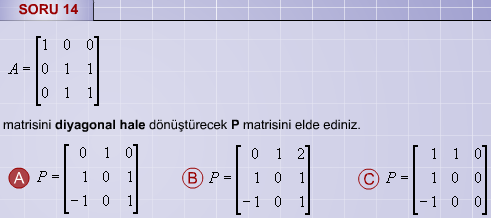 SORU 14
A = [1 0 0
0 1 1
0 1 1]
matrisini diyagonal hale dönüştürecek P matrisini elde ediniz.
A P = [0 1 0
1 0 1
-1 0 1]
B P = [0 1 2
1 0 1
-1 0 1]
C P = [1 1 0
1 0 0
-1 0 0]